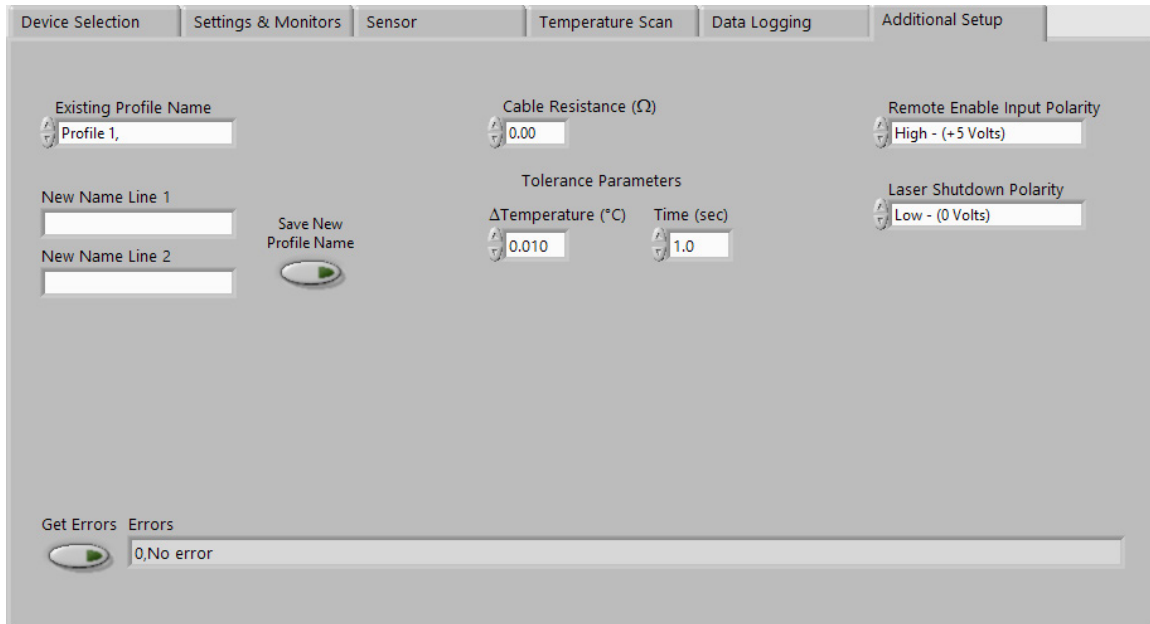 Device Selection
Settings & Monitors
Sensor
Temperature Scan
Data Logging
Additional Setup
Existing Profile Name
Profile 1,
New Name Line 1
New Name Line 2
Save New
Profile Name
Cable Resistance (Ω)
0.00
Tolerance Parameters
ΔTemperature (°C)
0.010
Time (sec)
1.0
Remote Enable Input Polarity
High - (+5 Volts)
Laser Shutdown Polarity
Low - (0 Volts)
Get Errors
Errors
0,No error